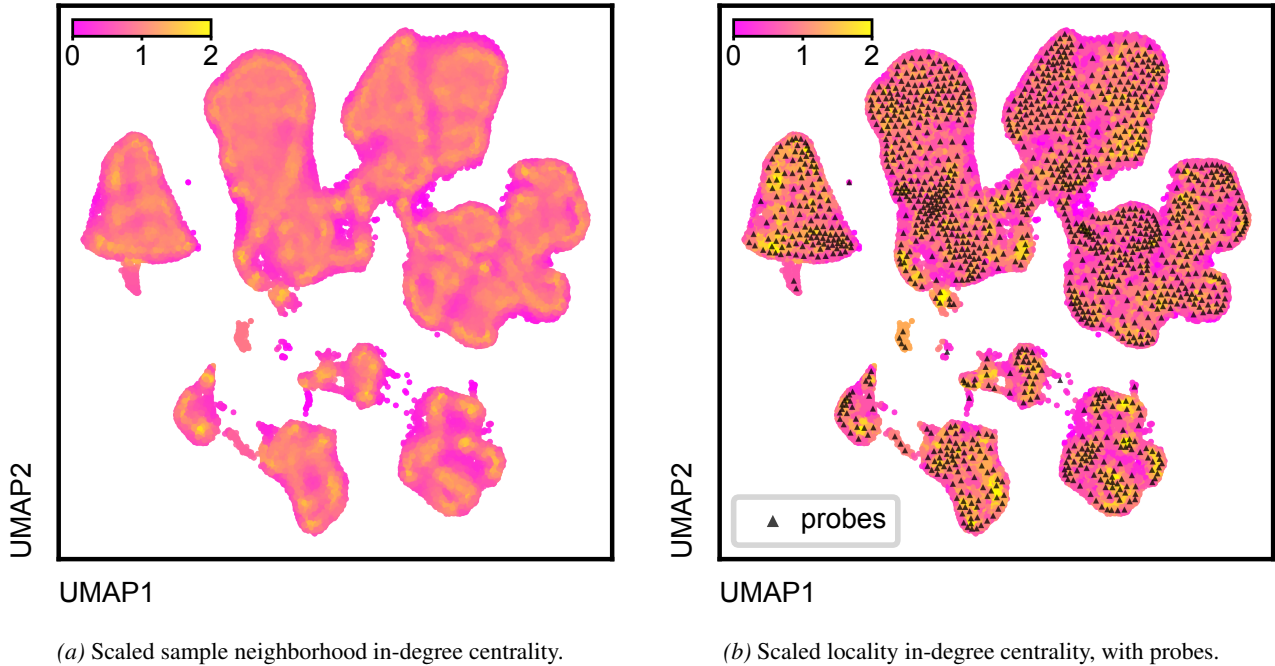 0 1 2
0 1 2
UMAP2
UMAP2
▲ probes
UMAP1
UMAP1
(a) Scaled sample neighborhood in-degree centrality.
(b) Scaled locality in-degree centrality, with probes.